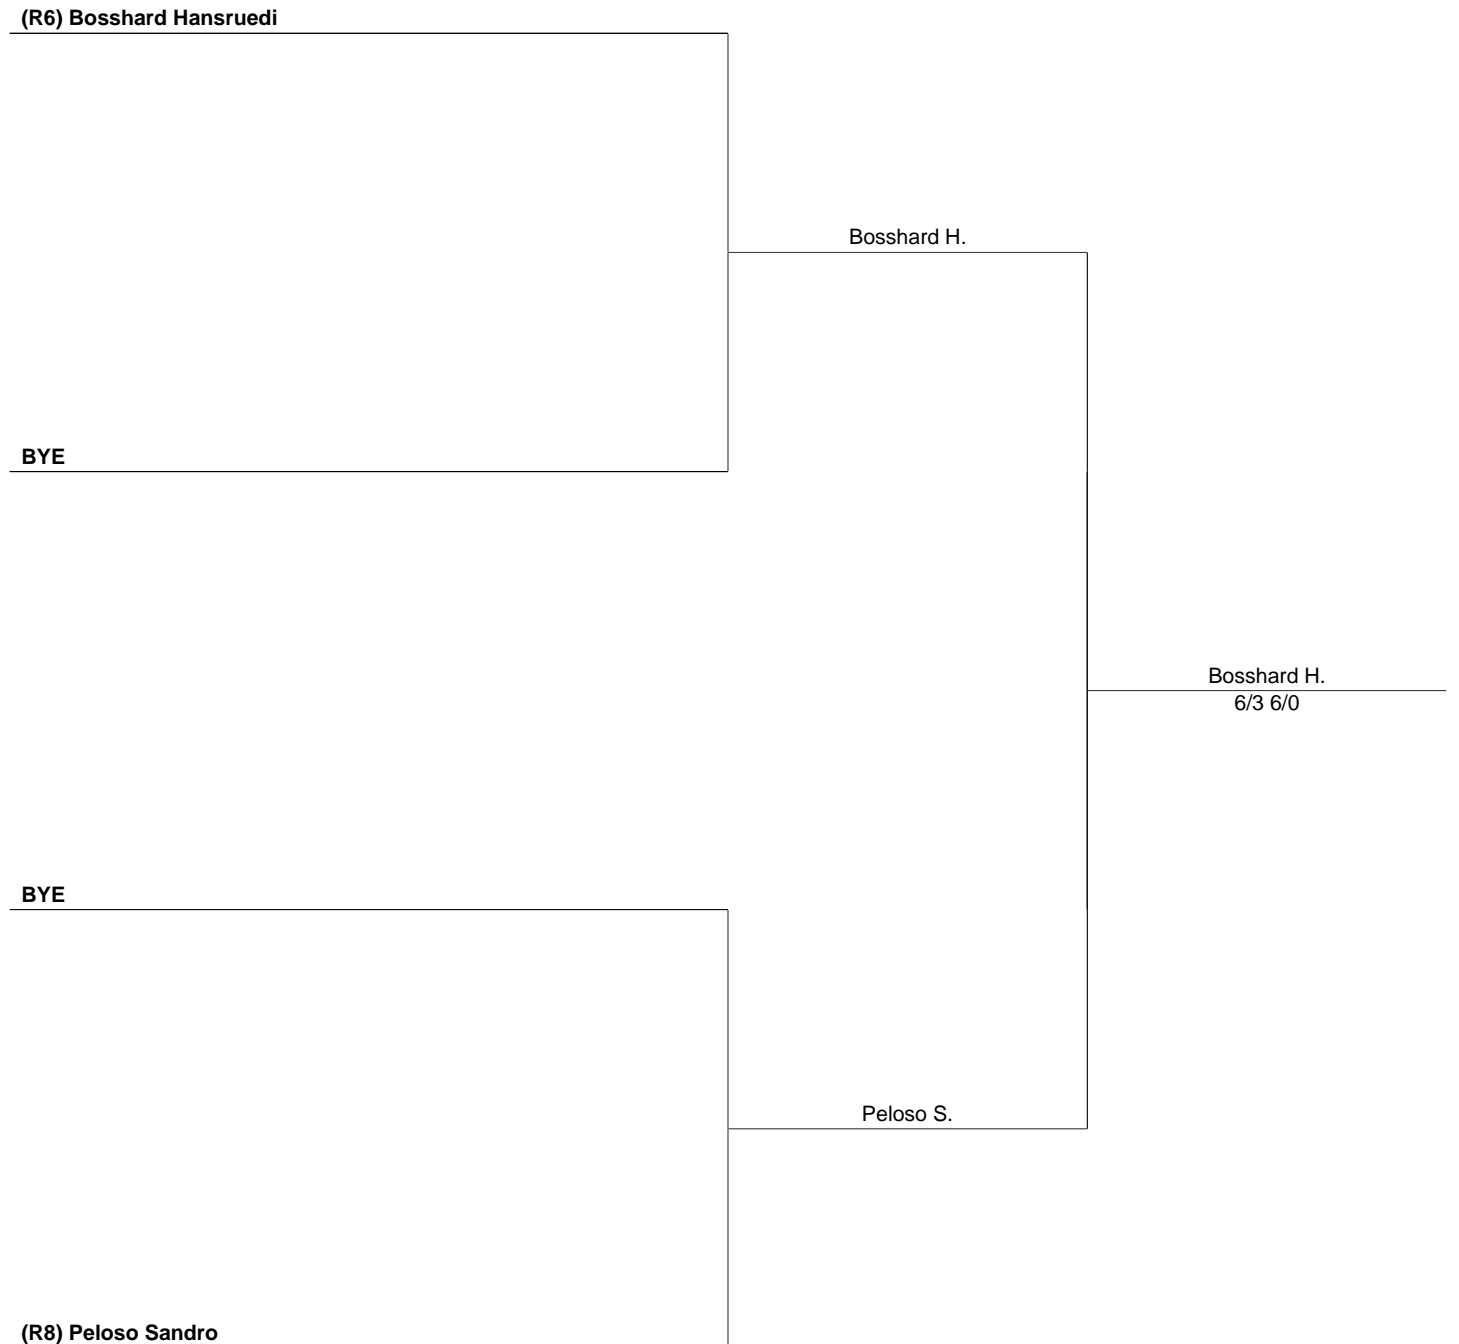 (R6) Bosshard Hansruedi
Bosshard H.
BYE
Bosshard H.
6/3 6/0
BYE
Peloso S.
(R8) Peloso Sandro